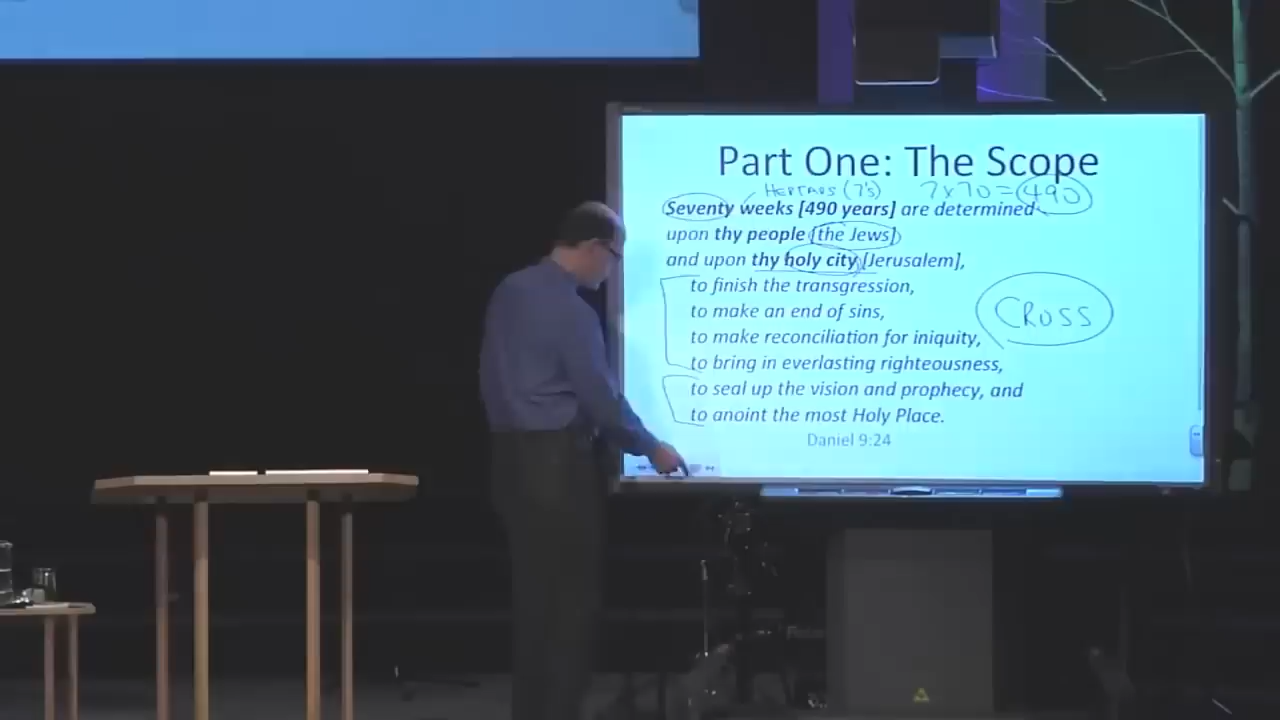 Part One: The Scope
HEPTADS (7's) 7x70=490
Seventy weeks [490 years] are determined
upon thy people [the Jews]
and upon thy holy city [Jerusalem],
to finish the transgression,
to make an end of sins,
CROSS
to make reconciliation for iniquity,
to bring in everlasting righteousness,
to seal up the vision and prophecy, and
to anoint the most Holy Place.
Daniel 9:24